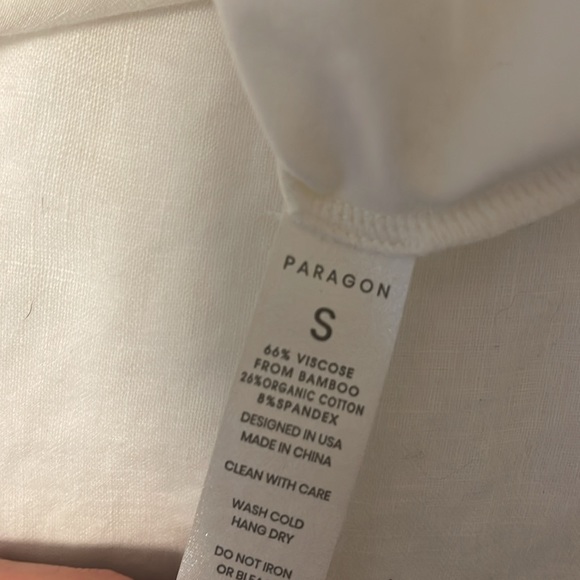 PARAGON
S
66% VISCOSE
FROM BAMBOO
26%ORGANIC COTTON
8%SPANDEX
DESIGNED IN USA
MADE IN CHINA
CLEAN WITH CARE
WASH COLD
HANG DRY
DO NOT IRON
OR